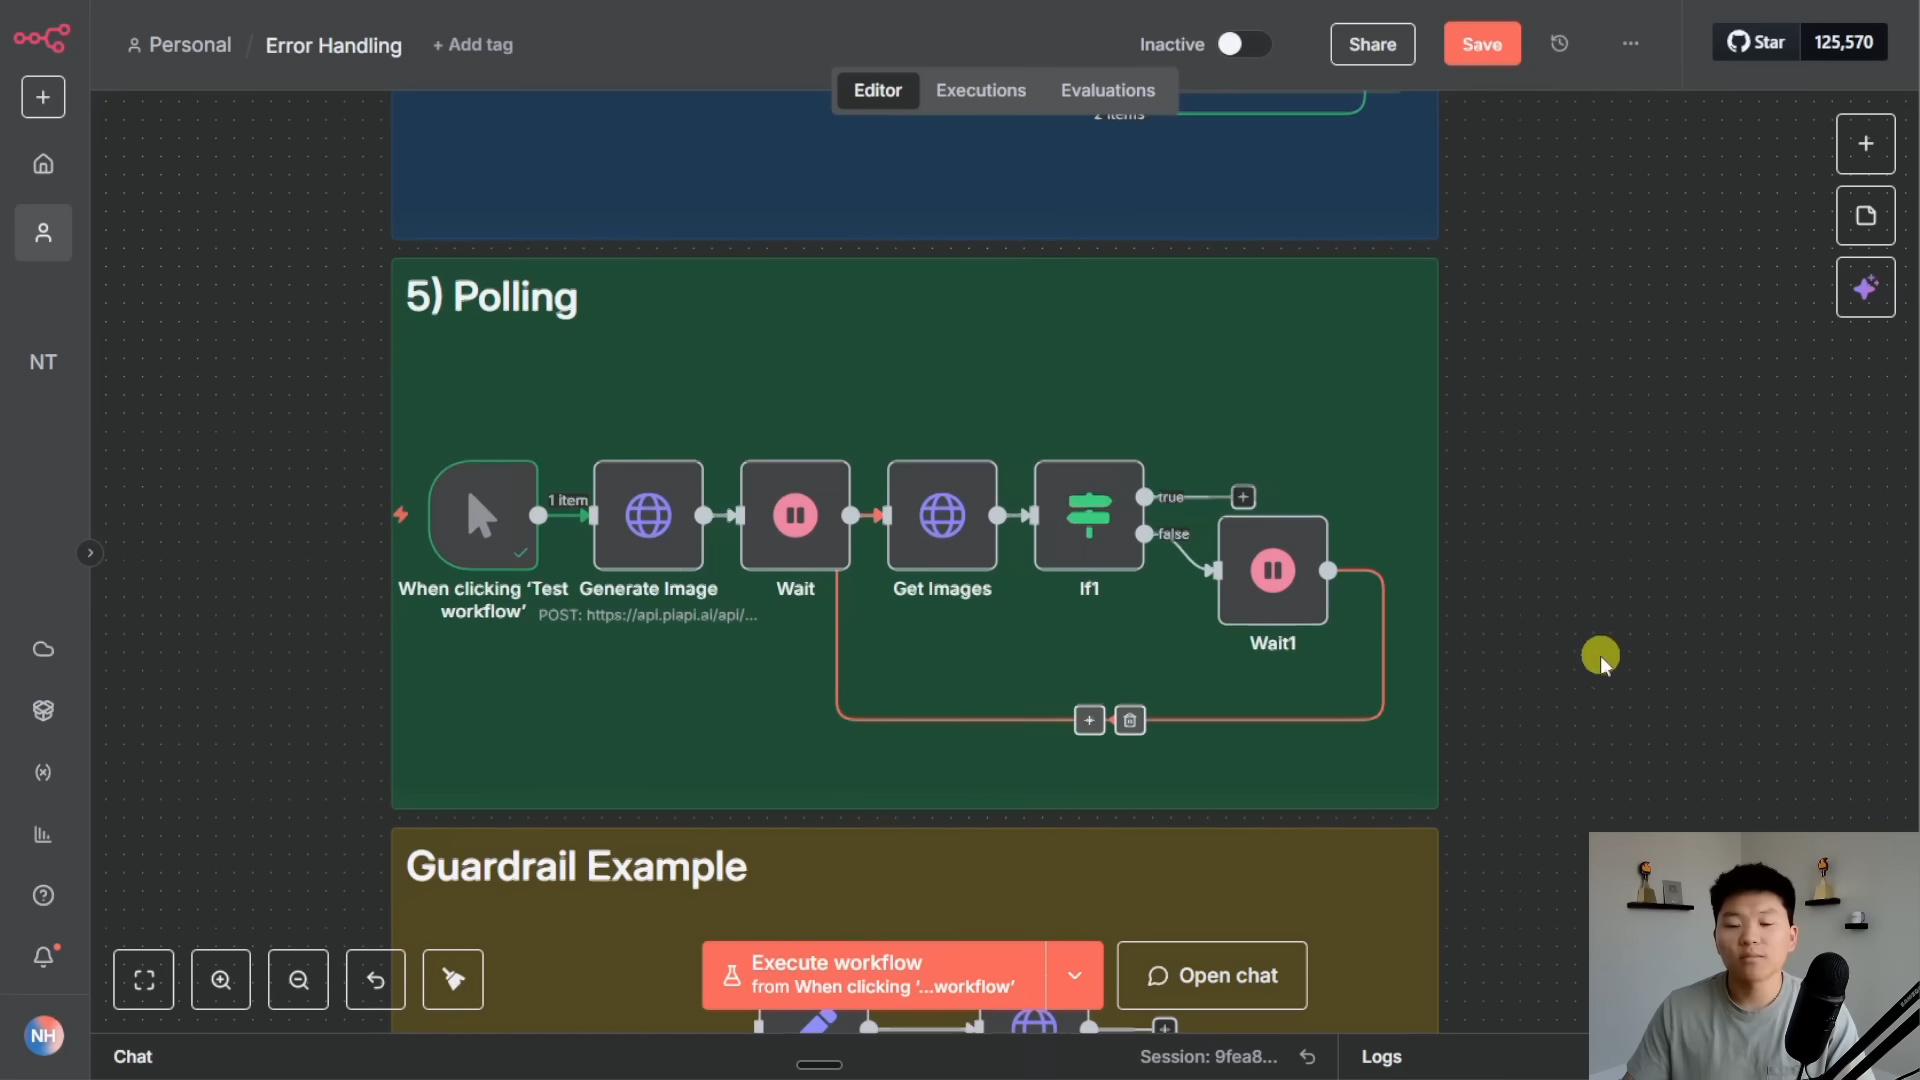 Personal / Error Handling + Add tag
Inactive
Share
Save
Star 125,570
Editor Executions Evaluations
2 items
5) Polling
NT
1 item
true
false
When clicking ‘Test workflow’
Generate Image
POST: https://api.piapi.ai/api/...
Wait
Get Images
If1
Wait1
Guardrail Example
Execute workflow
from When clicking ‘...workflow’
Open chat
NH
Chat
Session: 9fea8...
Logs